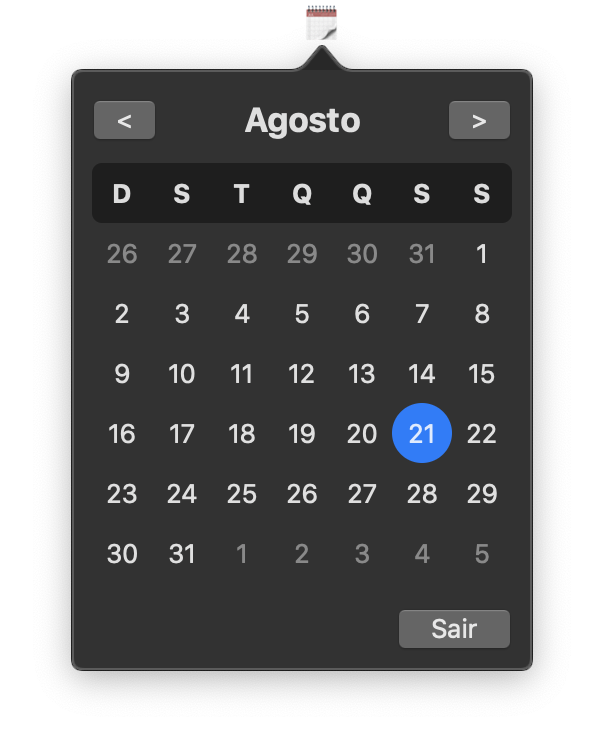 < Agosto >
D S T Q Q S S
26 27 28 29 30 31 1
2 3 4 5 6 7 8
9 10 11 12 13 14 15
16 17 18 19 20 21 22
23 24 25 26 27 28 29
30 31 1 2 3 4 5
Sair